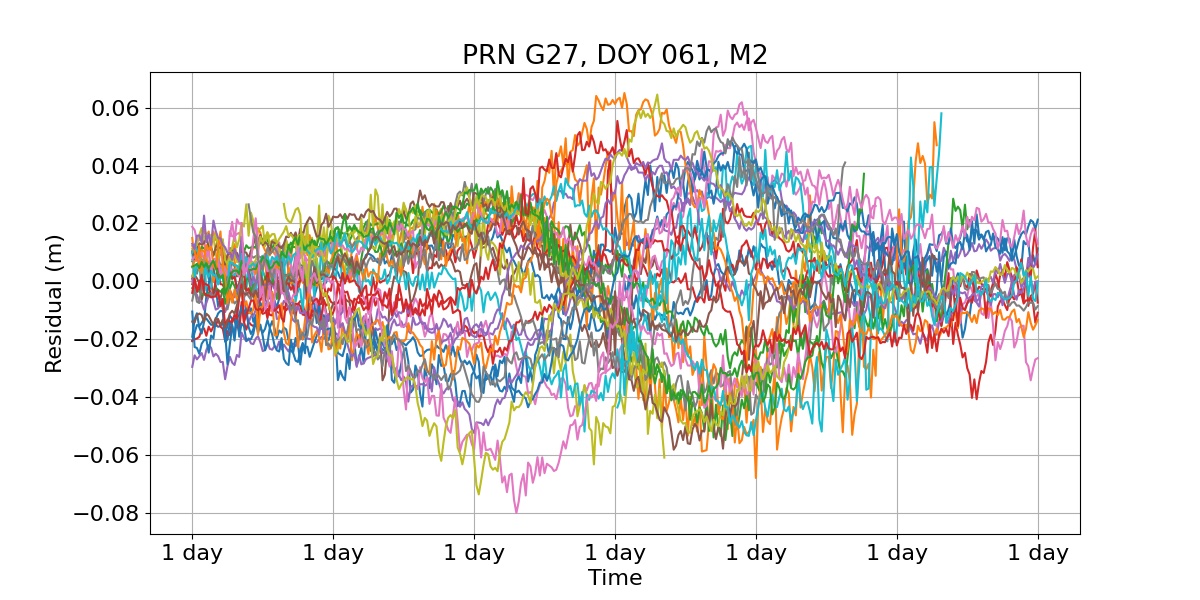 PRN G27, DOY 061, M2
0.06
0.04
0.02
0.00
−0.02
−0.04
−0.06
−0.08
Residual (m)
1 day 1 day 1 day 1 day 1 day 1 day 1 day
Time